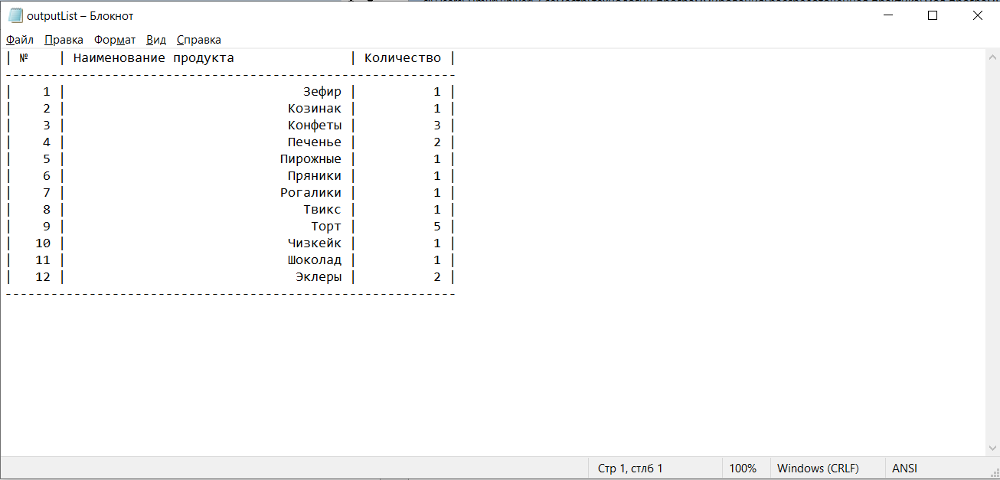 outputList – Блокнот
Файл Правка Формат Вид Справка
| № | Наименование продукта | Количество |
-----------------------------------------------------------
| 1 | Зефир | 1 |
| 2 | Козинак | 1 |
| 3 | Конфеты | 3 |
| 4 | Печенье | 2 |
| 5 | Пирожные | 1 |
| 6 | Пряники | 1 |
| 7 | Рогалики | 1 |
| 8 | Твикс | 1 |
| 9 | Торт | 5 |
| 10 | Чизкейк | 1 |
| 11 | Шоколад | 1 |
| 12 | Эклеры | 2 |
-----------------------------------------------------------
Стр 1, стлб 1 100% Windows (CRLF) ANSI